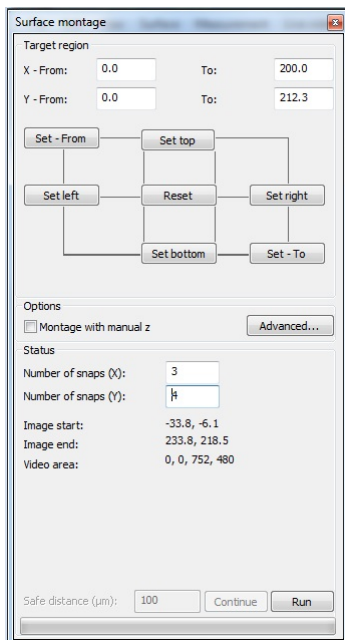 Surface montage
Target region
X - From: 0.0 To: 200.0
Y - From: 0.0 To: 212.3
Set - From Set top
Set left Reset Set right
Set bottom Set - To
Options
Montage with manual z Advanced...
Status
Number of snaps (X): 3
Number of snaps (Y): 4
Image start: -33.8, -6.1
Image end: 233.8, 218.5
Video area: 0, 0, 752, 480
Safe distance (µm): 100 Continue Run